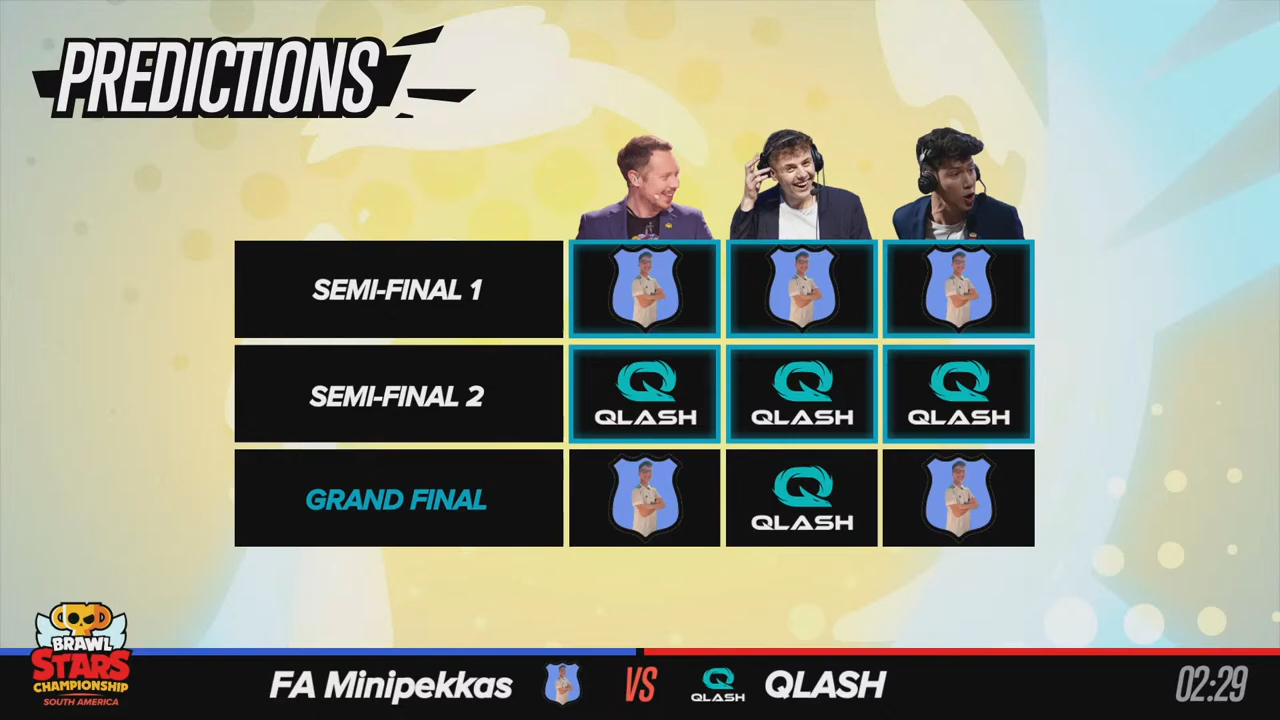 PREDICTIONS
SEMI-FINAL 1
SEMI-FINAL 2
QLASH
QLASH
QLASH
GRAND FINAL
QLASH
BRAWL
STARS
CHAMPIONSHIP
SOUTH AMERICA
FA Minipekkas
VS
QLASH
QLASH
02:29